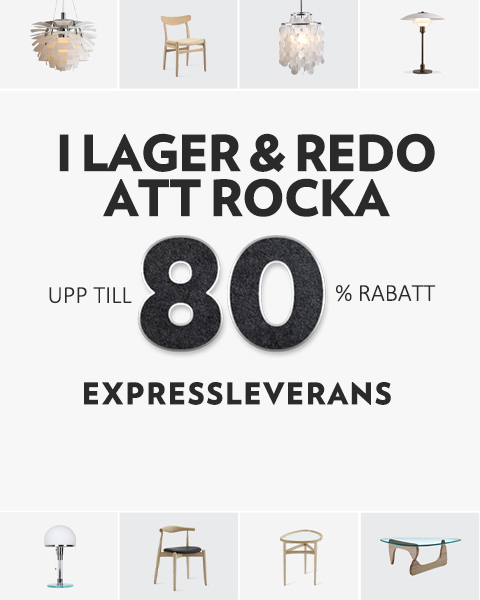 I LAGER & REDO
ATT ROCKA
UPP TILL 80 % RABATT
EXPRESSLEVERANS